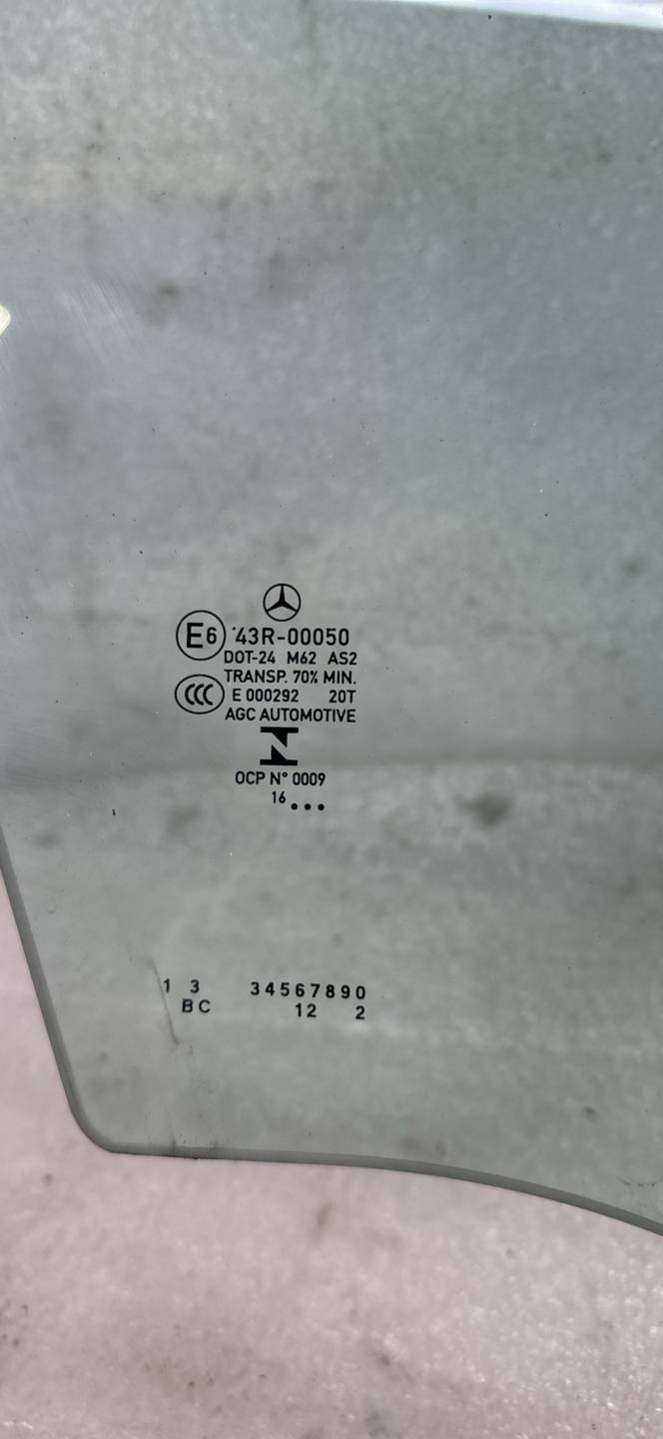 E6 43R-00050
DOT-24 M62 AS2
TRANSP. 70% MIN.
CCC E 000292 20T
AGC AUTOMOTIVE
N
OCP N° 0009
16...
1 3 34567890
BC 12 2